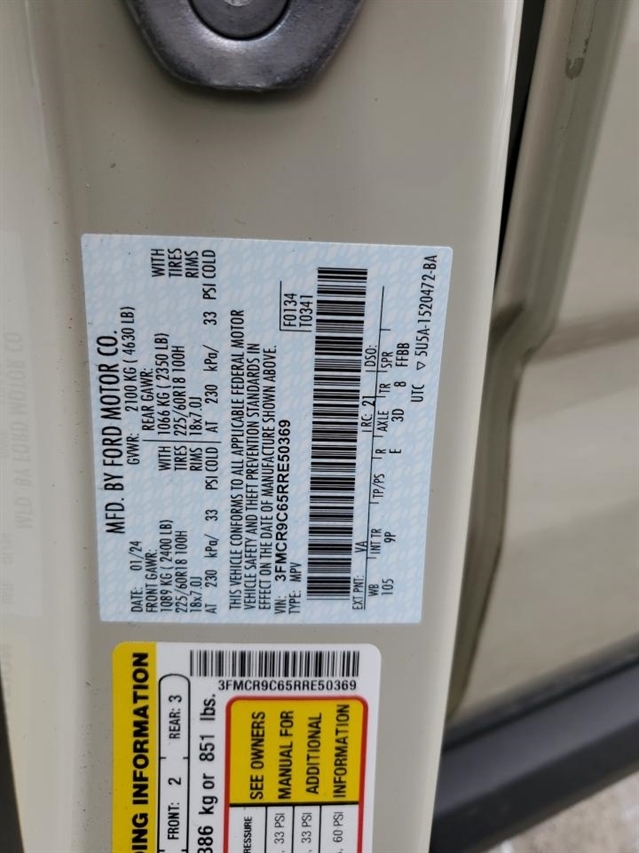 MFD. BY FORD MOTOR CO.
DATE: 01/24 GVWR: 2100 KG ( 4630 LB)
FRONT GAWR: REAR GAWR:
1089 KG (2400 LB) WITH 1066 KG ( 2350 LB) WITH
225/60R18 100H TIRES 225/60R18 100H TIRES
18x7.0J RIMS 18x7.0J RIMS
AT 230 kPa/ 33 PSI COLD AT 230 kPa/ 33 PSI COLD
THIS VEHICLE CONFORMS TO ALL APPLICABLE FEDERAL MOTOR
VEHICLE SAFETY AND THEFT PREVENTION STANDARDS IN
EFFECT ON THE DATE OF MANUFACTURE SHOWN ABOVE.
VIN: 3FMCR9C65RRE50369 F0134
TYPE: MPV T0341
EXT PNT: VA RC: 21 DSO:
WB INT TR TP/PS R AXLE TR SPR
105 9P E 3D 8 FFBB
UTC ▽ 5U5A-1520472-BA
3FMCR9C65RRE50369
ING INFORMATION
FRONT: 2 REAR: 3
386 kg or 851 lbs.
PRESSURE SEE OWNERS
33 PSI MANUAL FOR
33 PSI ADDITIONAL
60 PSI INFORMATION